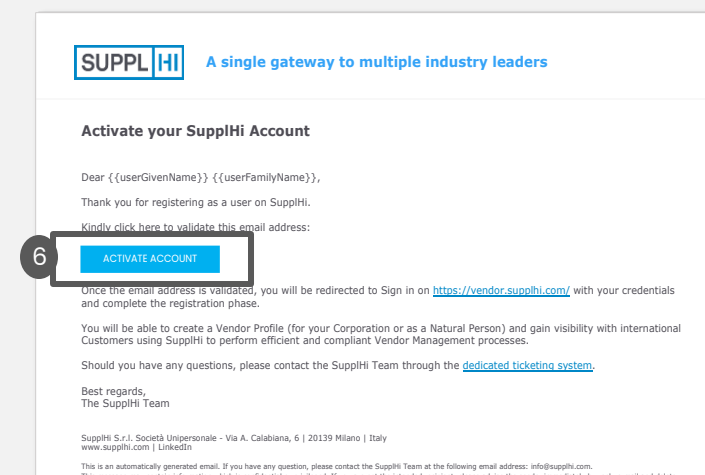 SUPPLHI A single gateway to multiple industry leaders
Activate your SupplHi Account
Dear {{userGivenName}} {{userFamilyName}},
Thank you for registering as a user on SupplHi.
Kindly click here to validate this email address:
6
ACTIVATE ACCOUNT
Once the email address is validated, you will be redirected to Sign in on https://vendor.supplhi.com/ with your credentials
and complete the registration phase.
You will be able to create a Vendor Profile (for your Corporation or as a Natural Person) and gain visibility with international
Customers using SupplHi to perform efficient and compliant Vendor Management processes.
Should you have any questions, please contact the SupplHi Team through the dedicated ticketing system.
Best regards,
The SupplHi Team
SupplHi S.r.l. Società Unipersonale - Via A. Calabiana, 6 | 20139 Milano | Italy
www.supplhi.com | LinkedIn
This is an automatically generated email. If you have any question, please contact the SupplHi Team at the following email address: info@supplhi.com.